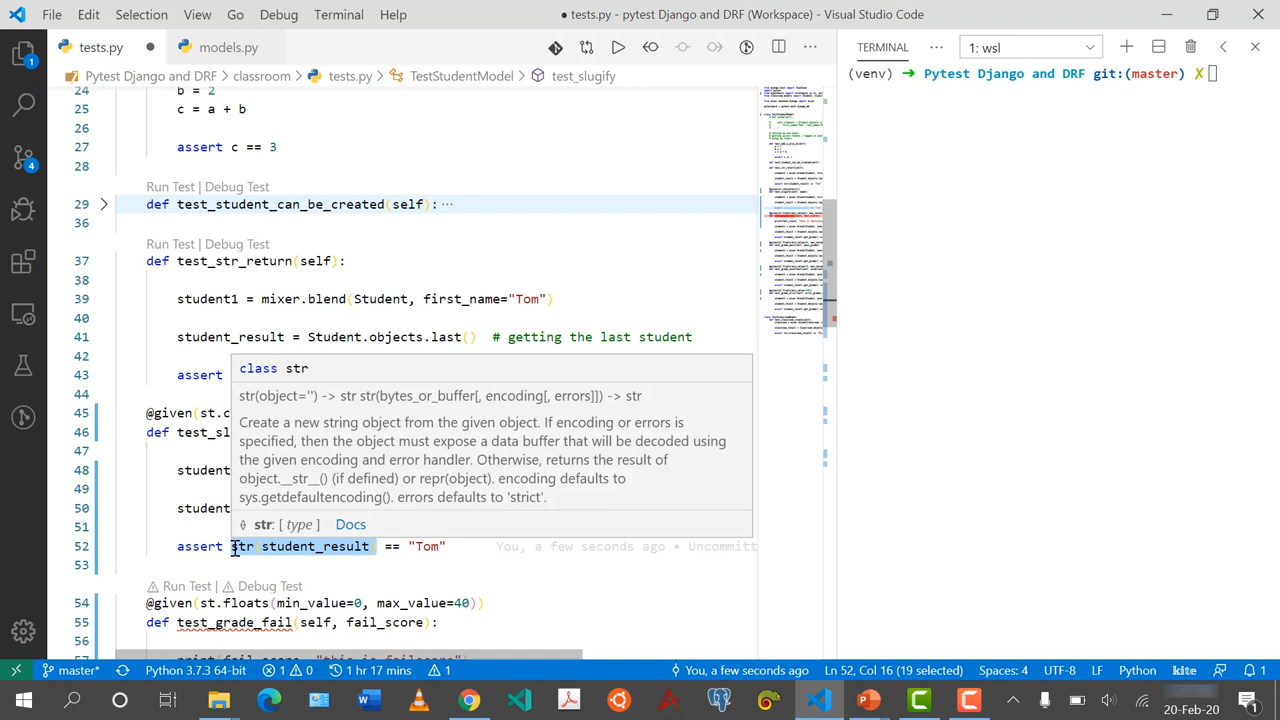 File Edit Selection View Go Debug Terminal Help
● tests.py - pytest Django and DRF (Workspace) - Visual Studio Code
tests.py ●
models.py
TERMINAL
1: wsl
Pytest Django and DRF > classroom > tests.py > TestStudentModel > test_slugify
(venv) ➜ Pytest Django and DRF git:(master) ✗
24 b = 2
25
26
27 assert c == 3
28
Run Test | Debug Test
def test_student_can_be_created(self): ...
Run Test | Debug Test
def test_str_return(self):
38
39 student1 = mixer.blend(Student, first_name="Tom")
40
41 student_result = Student.objects.last() # getting the last student
42
43 assert
44
45 @given(st.c
46 def test_sl
47
48 student
49
50 student
51
52 assert str(student_result) == "Tom" You, a few seconds ago • Uncommitt
53
class str
str(object='') -> str str(bytes_or_buffer[, encoding[, errors]]) -> str
Create a new string object from the given object. If encoding or errors is
specified, then the object must expose a data buffer that will be decoded using
the given encoding and error handler. Otherwise, returns the result of
object.__str__() (if defined) or repr(object). encoding defaults to
sys.getdefaultencoding(). errors defaults to 'strict'.
str: [ type ] Docs
Run Test | Debug Test
54 @given(st.floats(min_value=0, max_value=40))
55 def test_grade_fail(self, fail_score):
56
57 print(fail_score, "this is failscore")
1
4
master* Python 3.7.3 64-bit 1 0 1 hr 17 mins You, a few seconds ago Ln 52, Col 16 (19 selected) Spaces: 4 UTF-8 LF Python kite 1
20-Feb-20
1